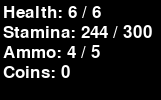 Health: 6 / 6
Stamina: 244 / 300
Ammo: 4 / 5
Coins: 0